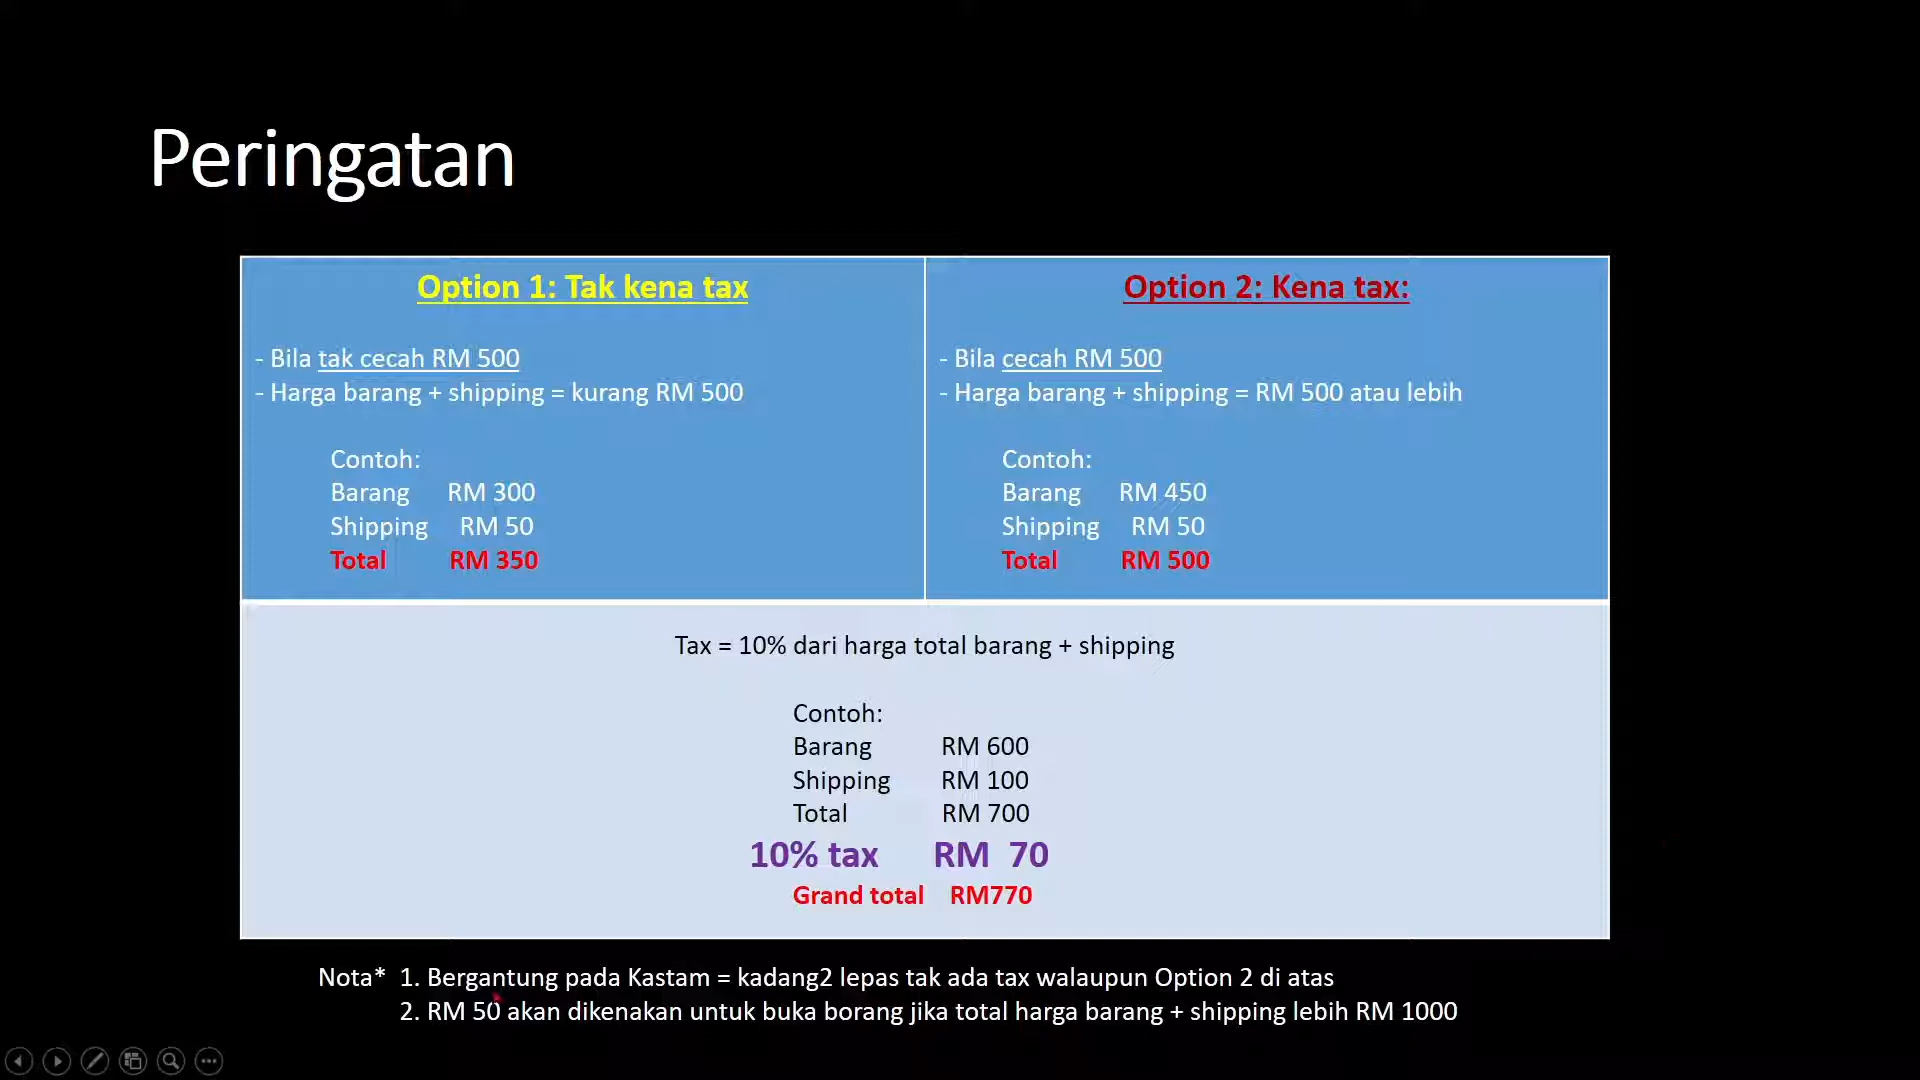 Peringatan
Option 1: Tak kena tax
- Bila tak cecah RM 500
- Harga barang + shipping = kurang RM 500
Contoh:
Barang RM 300
Shipping RM 50
Total RM 350
Option 2: Kena tax:
- Bila cecah RM 500
- Harga barang + shipping = RM 500 atau lebih
Contoh:
Barang RM 450
Shipping RM 50
Total RM 500
Tax = 10% dari harga total barang + shipping
Contoh:
Barang RM 600
Shipping RM 100
Total RM 700
10% tax RM 70
Grand total RM770
Nota* 1. Bergantung pada Kastam = kadang2 lepas tak ada tax walaupun Option 2 di atas
2. RM 50 akan dikenakan untuk buka borang jika total harga barang + shipping lebih RM 1000